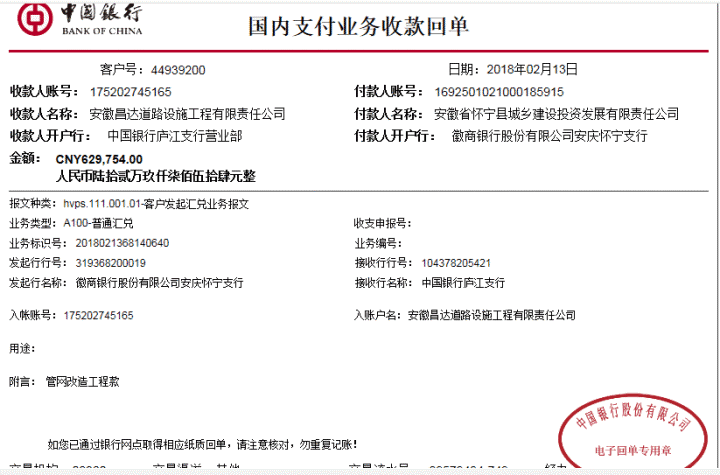 中国银行
BANK OF CHINA
国内支付业务收款回单
客户号：44939200 日期：2018年02月13日
收款人账号：175202745165 付款人账号：1692501021000185915
收款人名称：安徽昌达道路设施工程有限责任公司 付款人名称：安徽省怀宁县城乡建设投资发展有限责任公司
收款人开户行：中国银行庐江支行营业部 付款人开户行：徽商银行股份有限公司安庆怀宁支行
金额：CNY629,754.00
人民币陆拾贰万玖仟柒佰伍拾肆元整
报文种类：hvps.111.001.01-客户发起汇兑业务报文
业务类型：A100-普通汇兑 收支申报号：
业务标识号：2018021368140640 业务编号：
发起行行号：319368200019 接收行行号：104378205421
发起行名称：徽商银行股份有限公司安庆怀宁支行 接收行名称：中国银行庐江支行
入帐账号：175202745165 入账户名：安徽昌达道路设施工程有限责任公司
用途：
附言：管网改造工程款
中国银行股份有限公司
电子回单专用章
如您已通过银行网点取得相应纸质回单，请注意核对，勿重复记账！